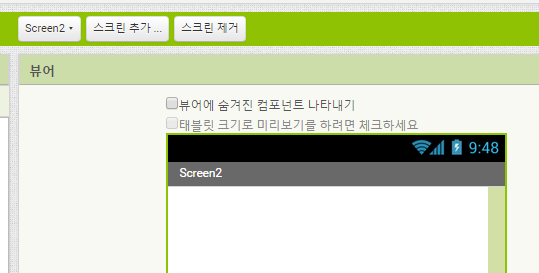 Screen2 스크린 추가 ... 스크린 제거
뷰어
뷰어에 숨겨진 컴포넌트 나타내기
태블릿 크기로 미리보기를 하려면 체크하세요
9:48
Screen2